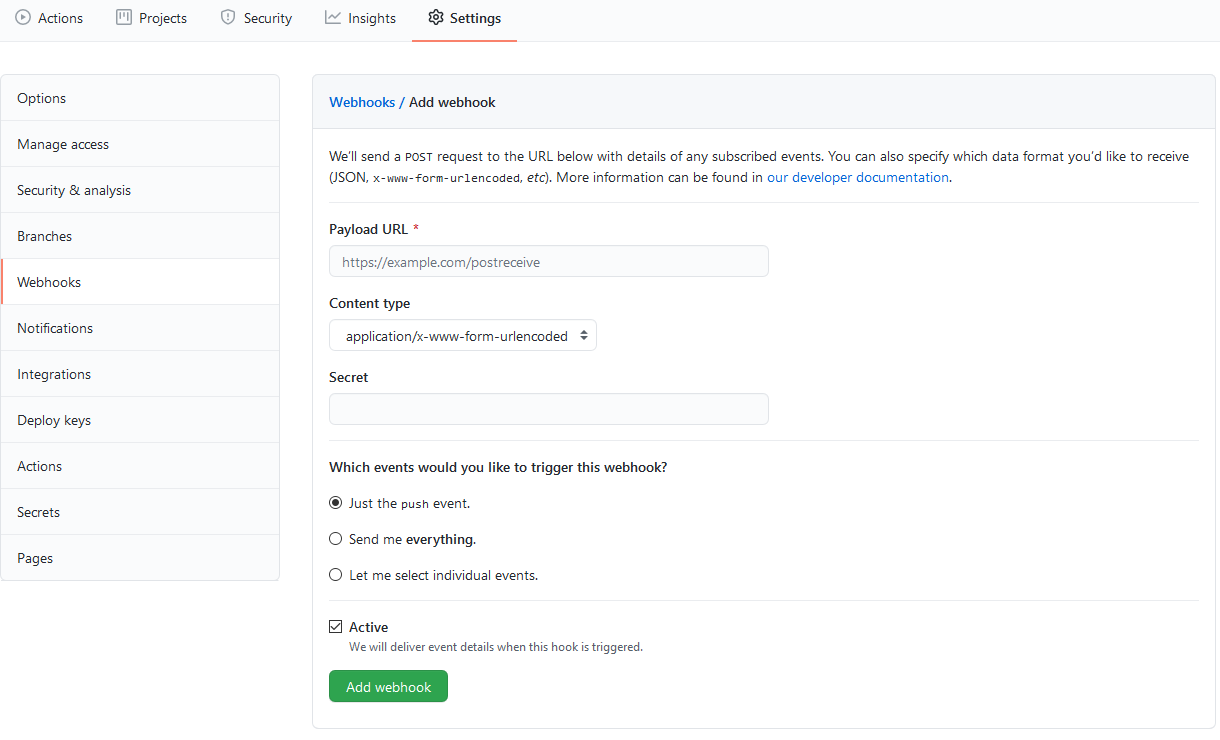 Actions Projects Security Insights Settings
Options
Manage access
Security & analysis
Branches
Webhooks
Notifications
Integrations
Deploy keys
Actions
Secrets
Pages
Webhooks / Add webhook
We’ll send a POST request to the URL below with details of any subscribed events. You can also specify which data format you’d like to receive
(JSON, x-www-form-urlencoded, etc). More information can be found in our developer documentation.
Payload URL *
https://example.com/postreceive
Content type
application/x-www-form-urlencoded
Secret
Which events would you like to trigger this webhook?
Just the push event.
Send me everything.
Let me select individual events.
Active
We will deliver event details when this hook is triggered.
Add webhook